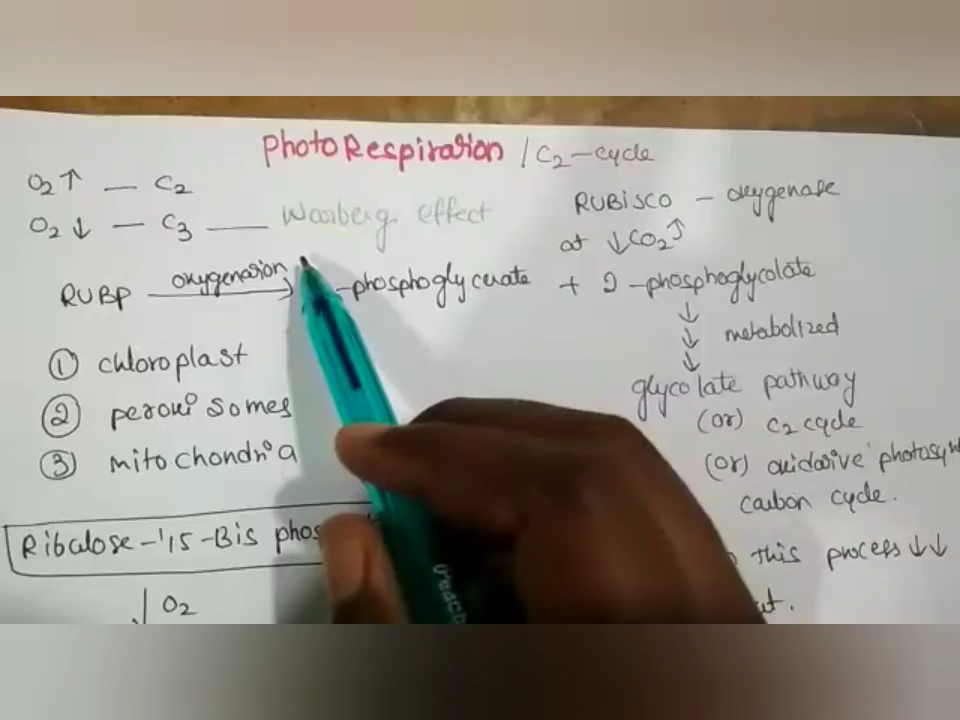 PhotoRespiration / C2-cycle
O2↑ — C2
O2↓ — C3 —— Warberg effect
RUBISCO - oxygenase
at ↓CO2↑
RUBP oxygenation → -phosphoglycerate + 2-phosphoglycolate
↓
↓ metabolized
↓
glycolate pathway
(or) C2 cycle
(or) oxidative photosyn
carbon cycle.
① chloroplast
② peroxisomes
③ mitochondria
Ribulose-1,5-Bis phos
this process ↓↓
↓ O2